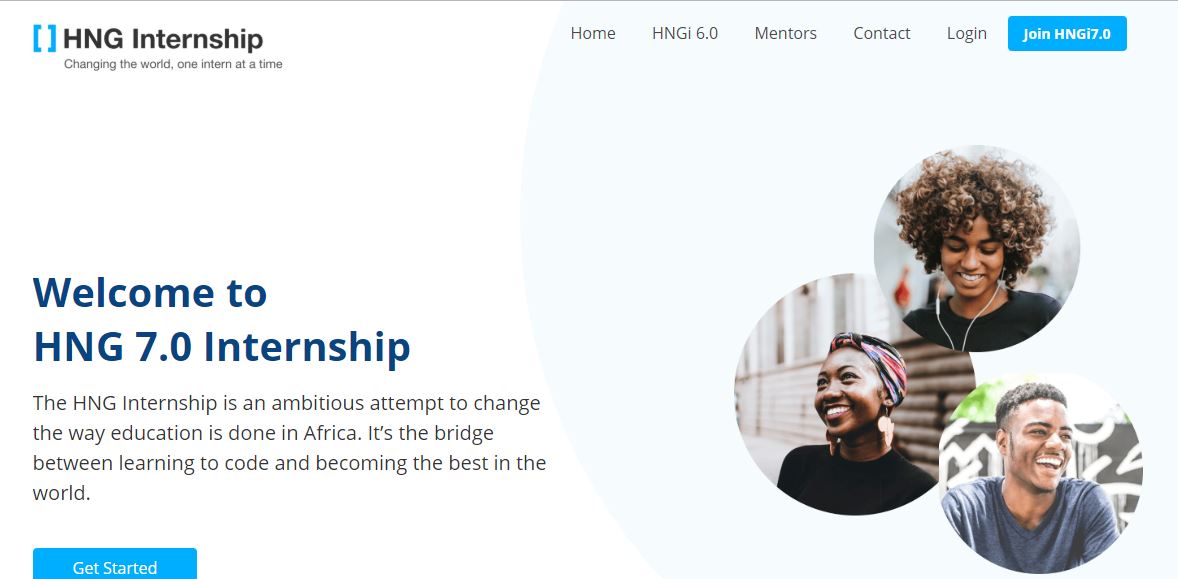 [ ] HNG Internship
Changing the world, one intern at a time
Home HNGi 6.0 Mentors Contact Login Join HNGi7.0
Welcome to
HNG 7.0 Internship
The HNG Internship is an ambitious attempt to change
the way education is done in Africa. It’s the bridge
between learning to code and becoming the best in the
world.
Get Started